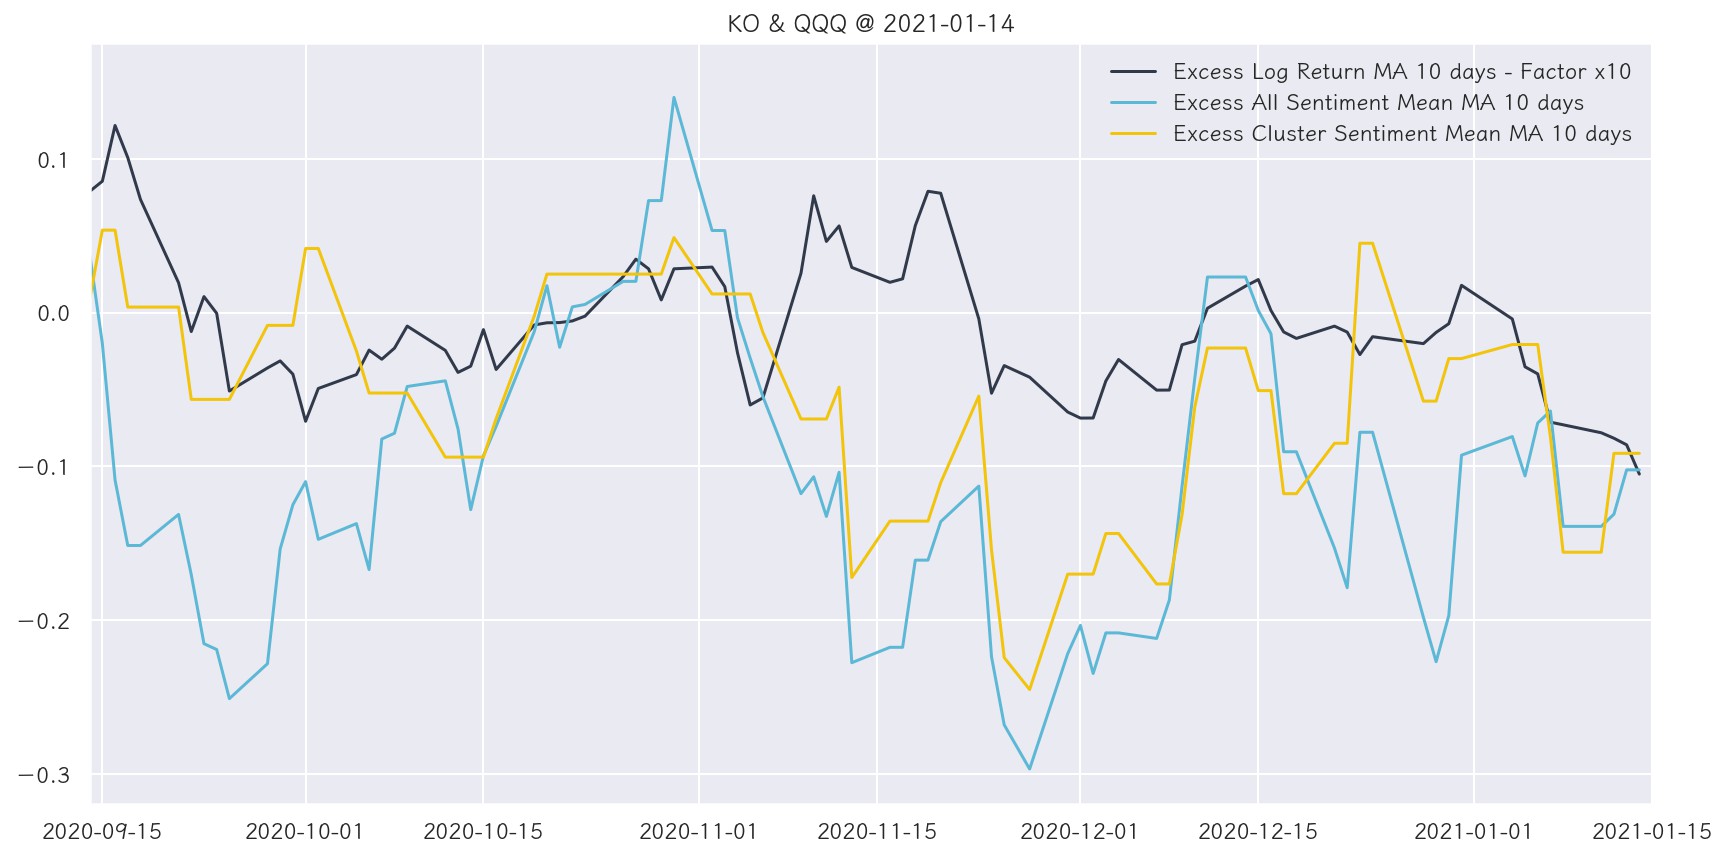 KO & QQQ @ 2021-01-14
Excess Log Return MA 10 days - Factor x10
Excess All Sentiment Mean MA 10 days
Excess Cluster Sentiment Mean MA 10 days
0.1
0.0
−0.1
−0.2
−0.3
2020-09-15 2020-10-01 2020-10-15 2020-11-01 2020-11-15 2020-12-01 2020-12-15 2021-01-01 2021-01-15